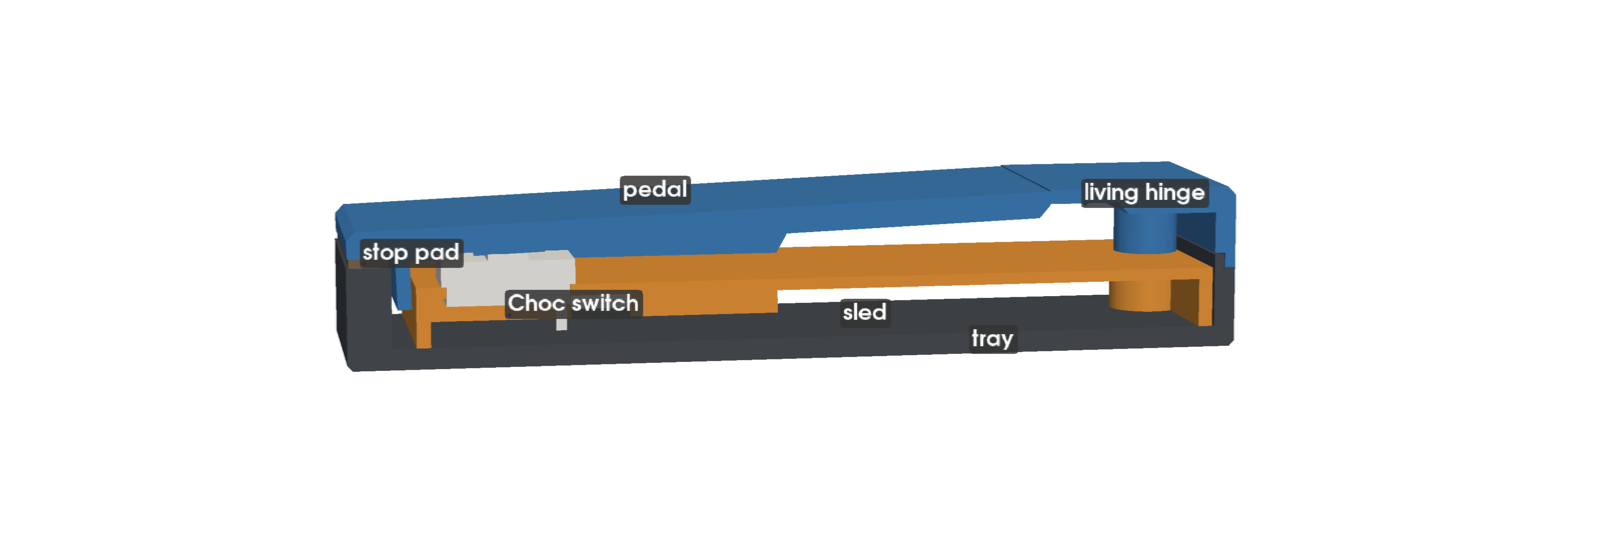 pedal
living hinge
stop pad
Choc switch
sled
tray